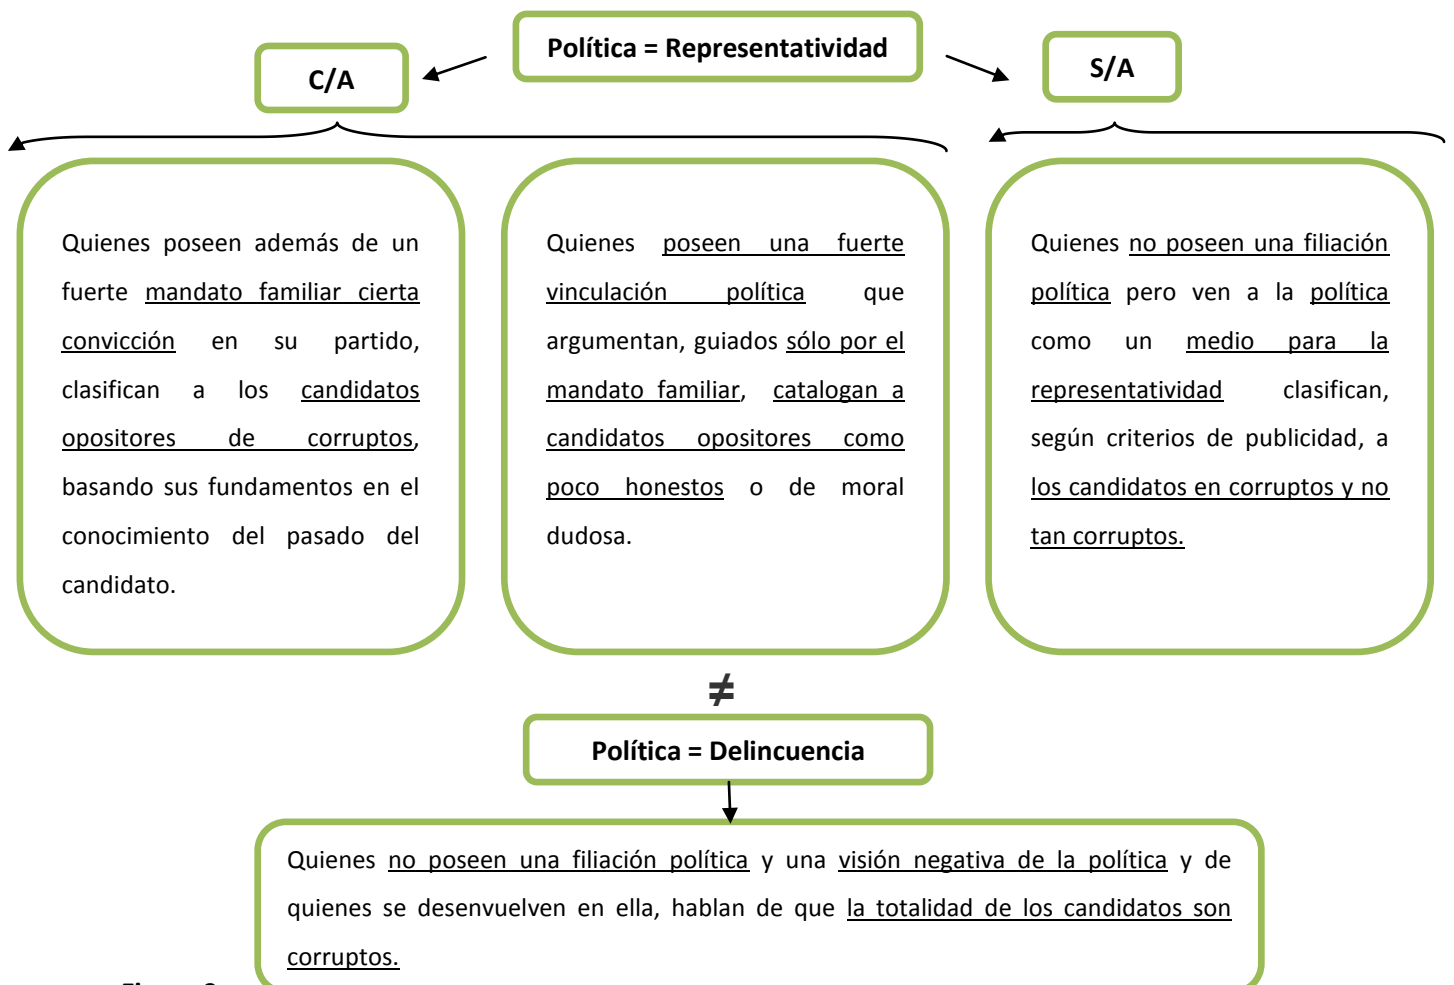 Política = Representatividad
C/A
S/A
Quienes poseen además de un
fuerte mandato familiar cierta
convicción en su partido,
clasifican a los candidatos
opositores de corruptos,
basando sus fundamentos en el
conocimiento del pasado del
candidato.
Quienes poseen una fuerte
vinculación política que
argumentan, guiados sólo por el
mandato familiar, catalogan a
candidatos opositores como
poco honestos o de moral
dudosa.
Quienes no poseen una filiación
política pero ven a la política
como un medio para la
representatividad clasifican,
según criterios de publicidad, a
los candidatos en corruptos y no
tan corruptos.
≠
Política = Delincuencia
Quienes no poseen una filiación política y una visión negativa de la política y de
quienes se desenvuelven en ella, hablan de que la totalidad de los candidatos son
corruptos.